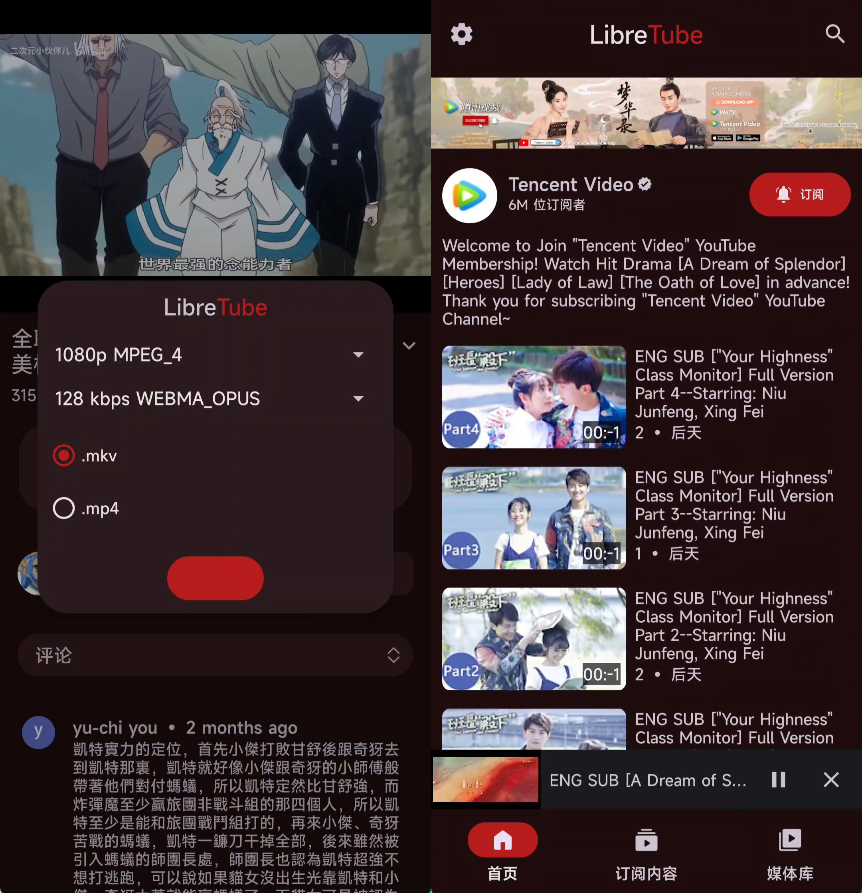 二次元小伙伴儿
世界最强的念能力者
LibreTube
1080p MPEG_4
128 kbps WEBMA_OPUS
.mkv
.mp4
315
评论
y
yu-chi you • 2 months ago
凱特實力的定位，首先小傑打敗甘舒後跟奇犽去
到凱特那裏，凱特就好像小傑跟奇犽的小師傅般
帶著他們對付螞蟻，所以凱特定然比甘舒強，而
炸彈魔至少贏旅團非戰斗組的那四個人，所以凱
特至少是能和旅團戰鬥組打的，再來小傑、奇犽
苦戰的螞蟻，凱特一镰刀干掉全部，後來雖然被
引入螞蟻的師團長處，師團長也認為凱特超強不
想打逃跑，可以說如果貓女沒出生光靠凱特和小
LibreTube
梦华录
DOWNLOAD APP
WeTV
Tencent Video
Tencent Video
6M 位订阅者
订阅
Welcome to Join "Tencent Video" YouTube
Membership! Watch Hit Drama [A Dream of Splendor]
[Heroes] [Lady of Law] [The Oath of Love] in advance!
Thank you for subscribing "Tencent Video" YouTube
Channel~
Part4
00:-1
ENG SUB ["Your Highness"
Class Monitor] Full Version
Part 4--Starring: Niu
Junfeng, Xing Fei
2 • 后天
Part3
00:-1
ENG SUB ["Your Highness"
Class Monitor] Full Version
Part 3--Starring: Niu
Junfeng, Xing Fei
1 • 后天
Part2
00:-1
ENG SUB ["Your Highness"
Class Monitor] Full Version
Part 2--Starring: Niu
Junfeng, Xing Fei
2 • 后天
ENG SUB ["Your Highness"
Class Monitor] Full Version
ENG SUB [A Dream of S...
首页
订阅内容
媒体库